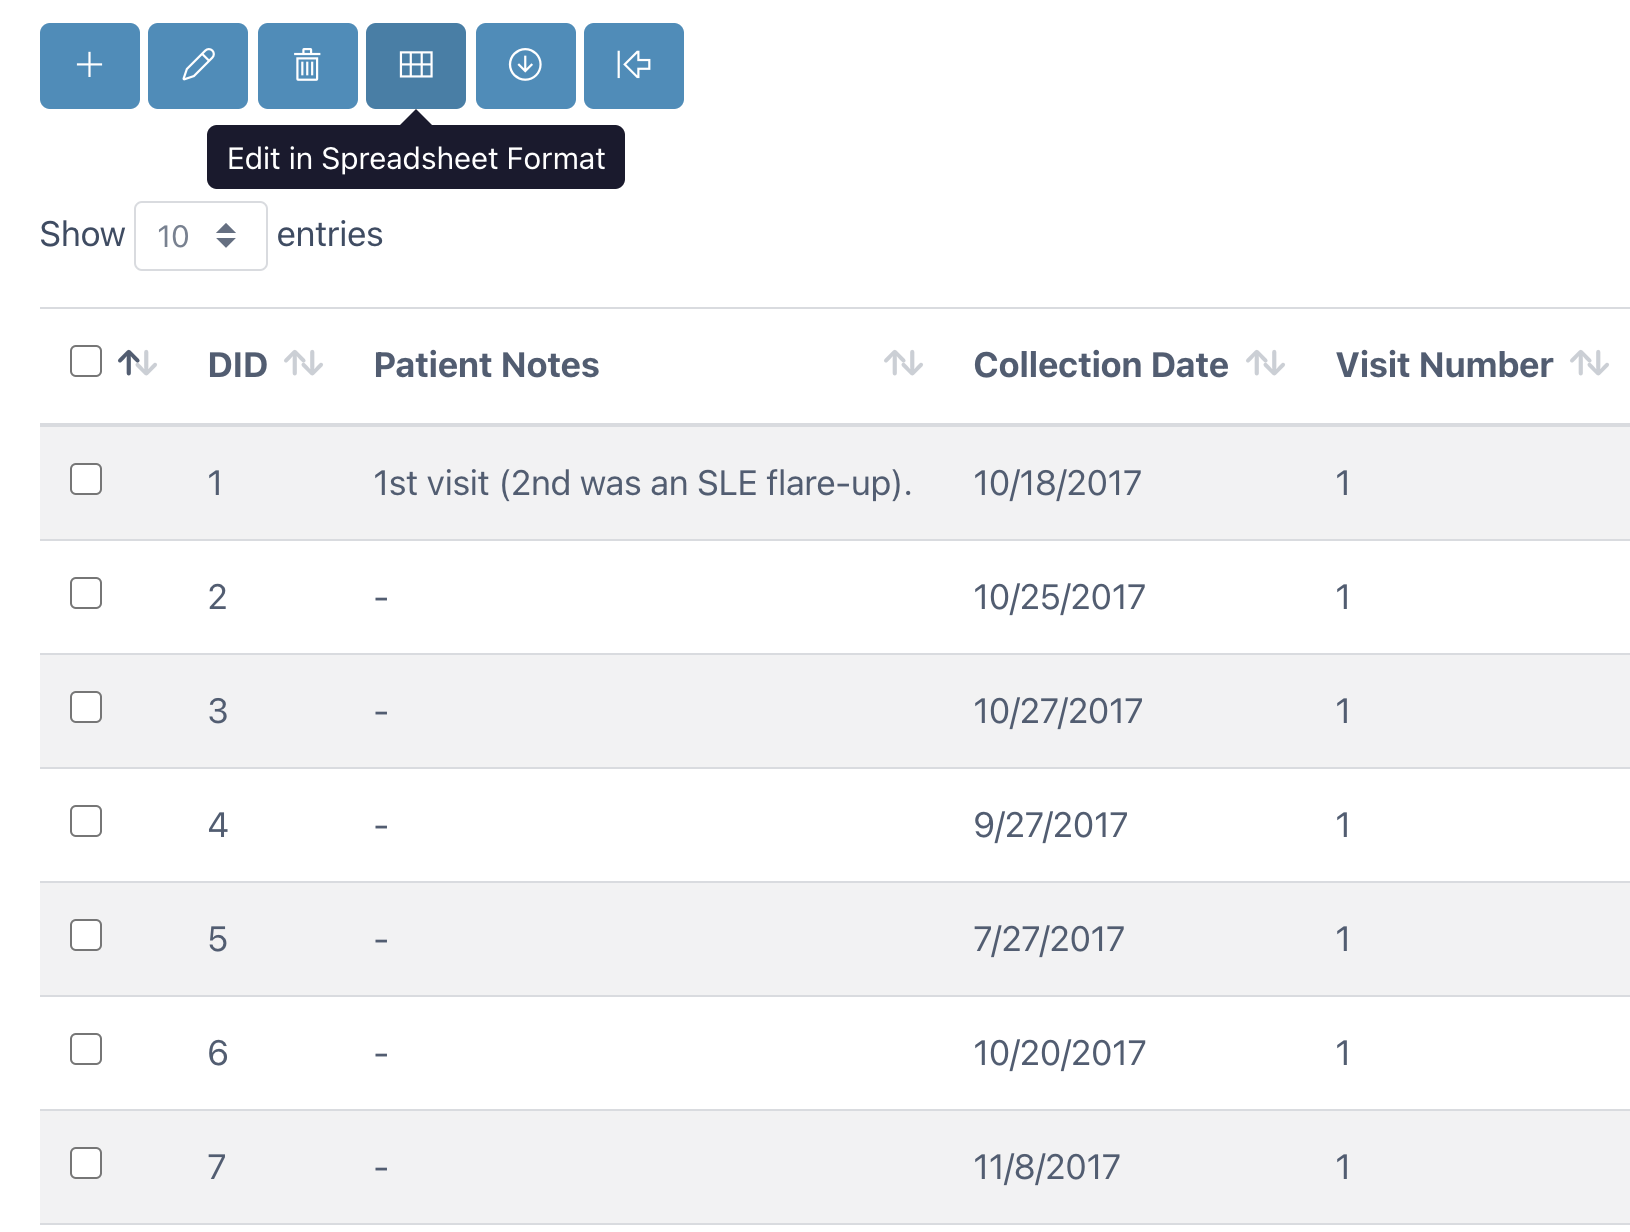 Edit in Spreadsheet Format
Show 10 entries
DID Patient Notes Collection Date Visit Number
1 1st visit (2nd was an SLE flare-up). 10/18/2017 1
2 - 10/25/2017 1
3 - 10/27/2017 1
4 - 9/27/2017 1
5 - 7/27/2017 1
6 - 10/20/2017 1
7 - 11/8/2017 1